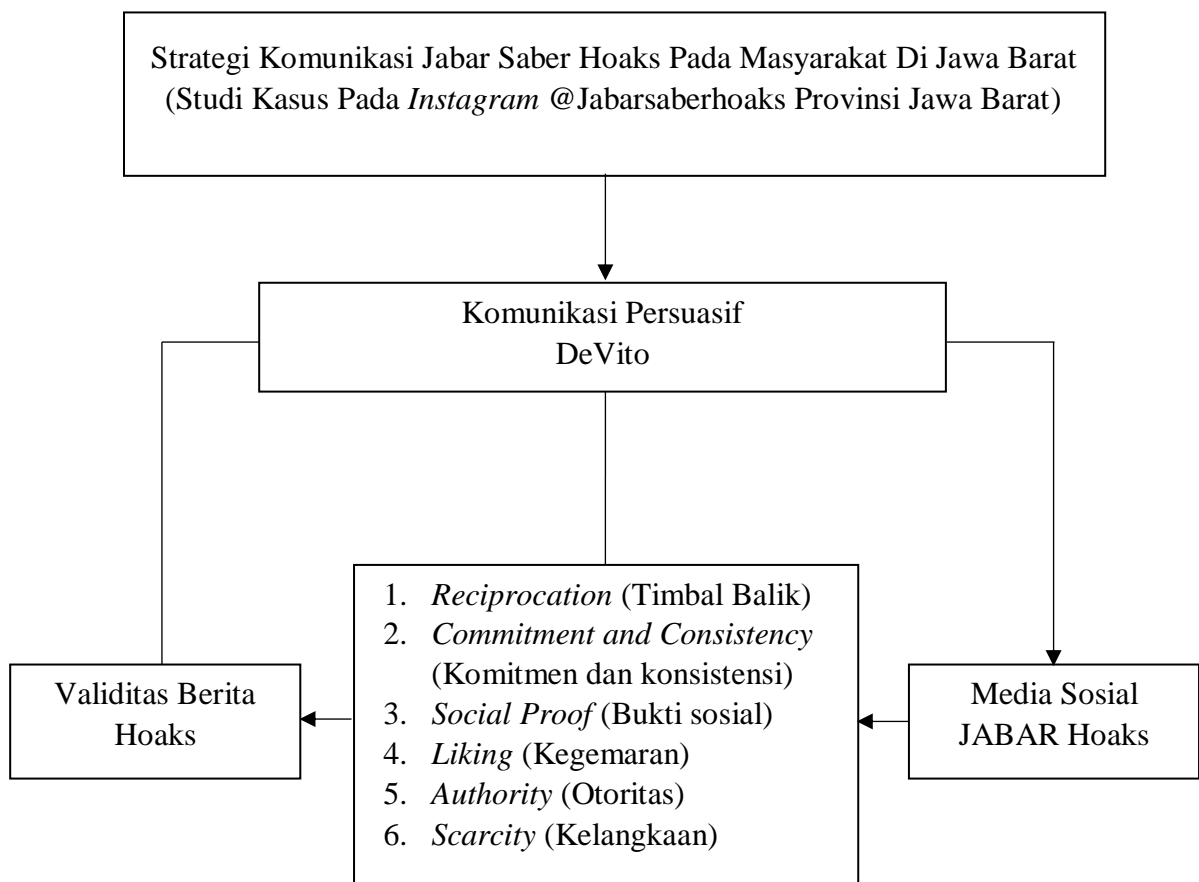 Strategi Komunikasi Jabar Saber Hoaks Pada Masyarakat Di Jawa Barat
(Studi Kasus Pada Instagram @Jabarsaberhoaks Provinsi Jawa Barat)
Komunikasi Persuasif
DeVito
1. Reciprocation (Timbal Balik)
2. Commitment and Consistency
(Komitmen dan konsistensi)
3. Social Proof (Bukti sosial)
4. Liking (Kegemaran)
5. Authority (Otoritas)
6. Scarcity (Kelangkaan)
Validitas Berita
Hoaks
Media Sosial
JABAR Hoaks